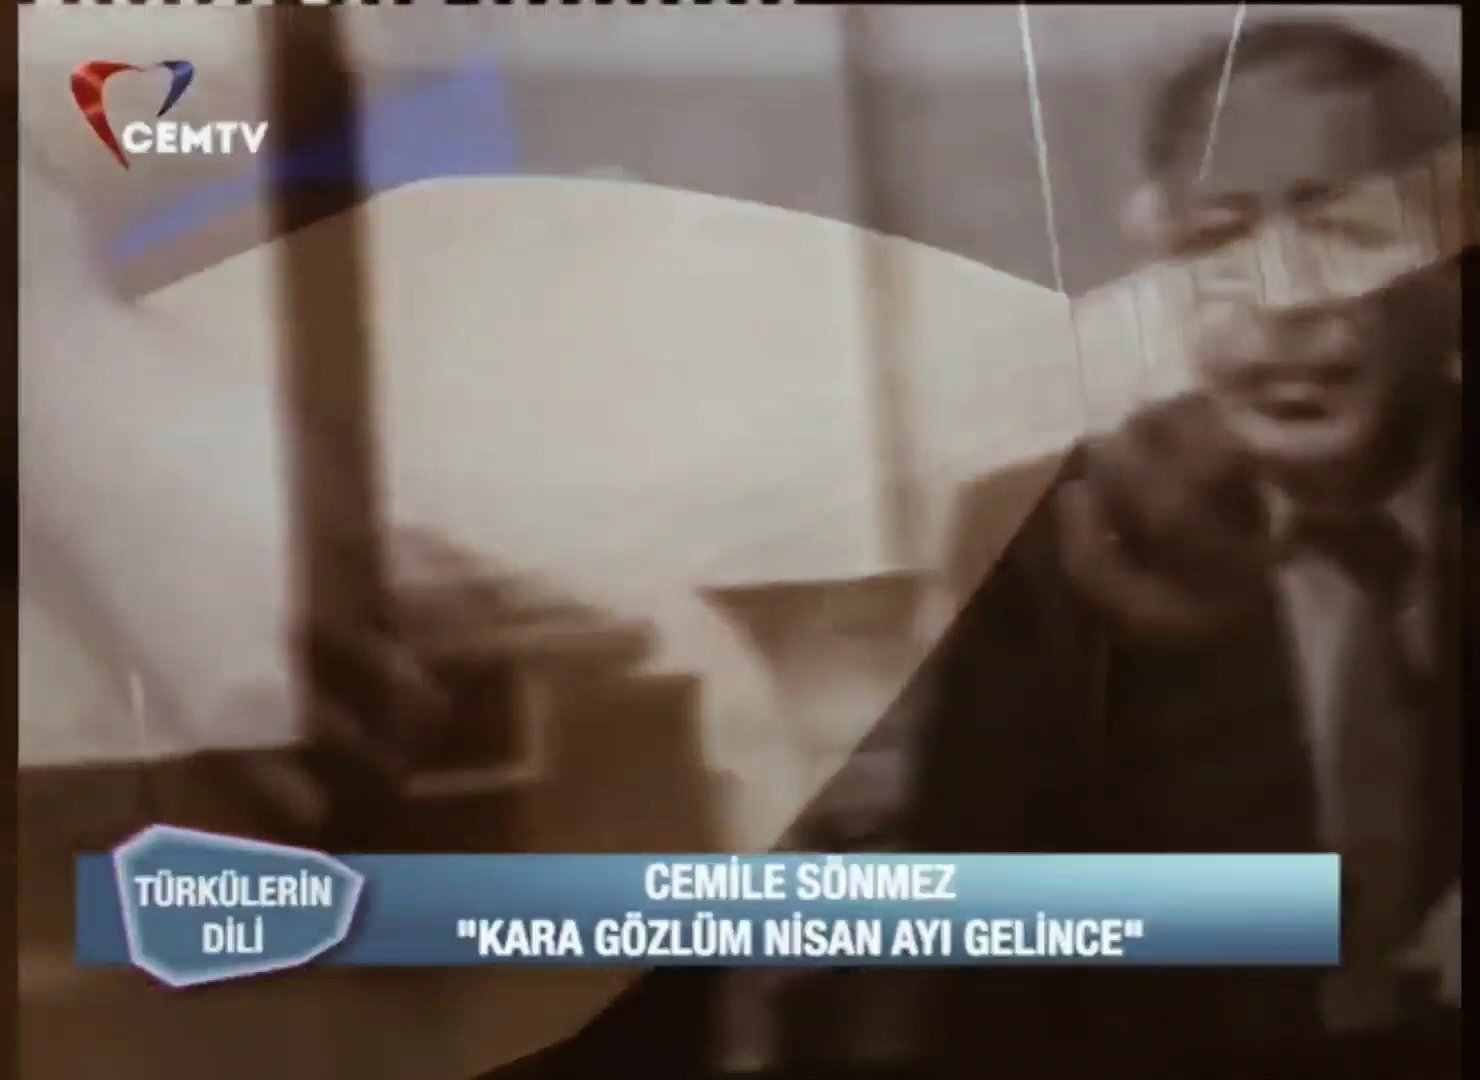 CEMTV
TÜRKÜLERİN
DİLİ
CEMİLE SÖNMEZ
"KARA GÖZLÜM NİSAN AYI GELİNCE"